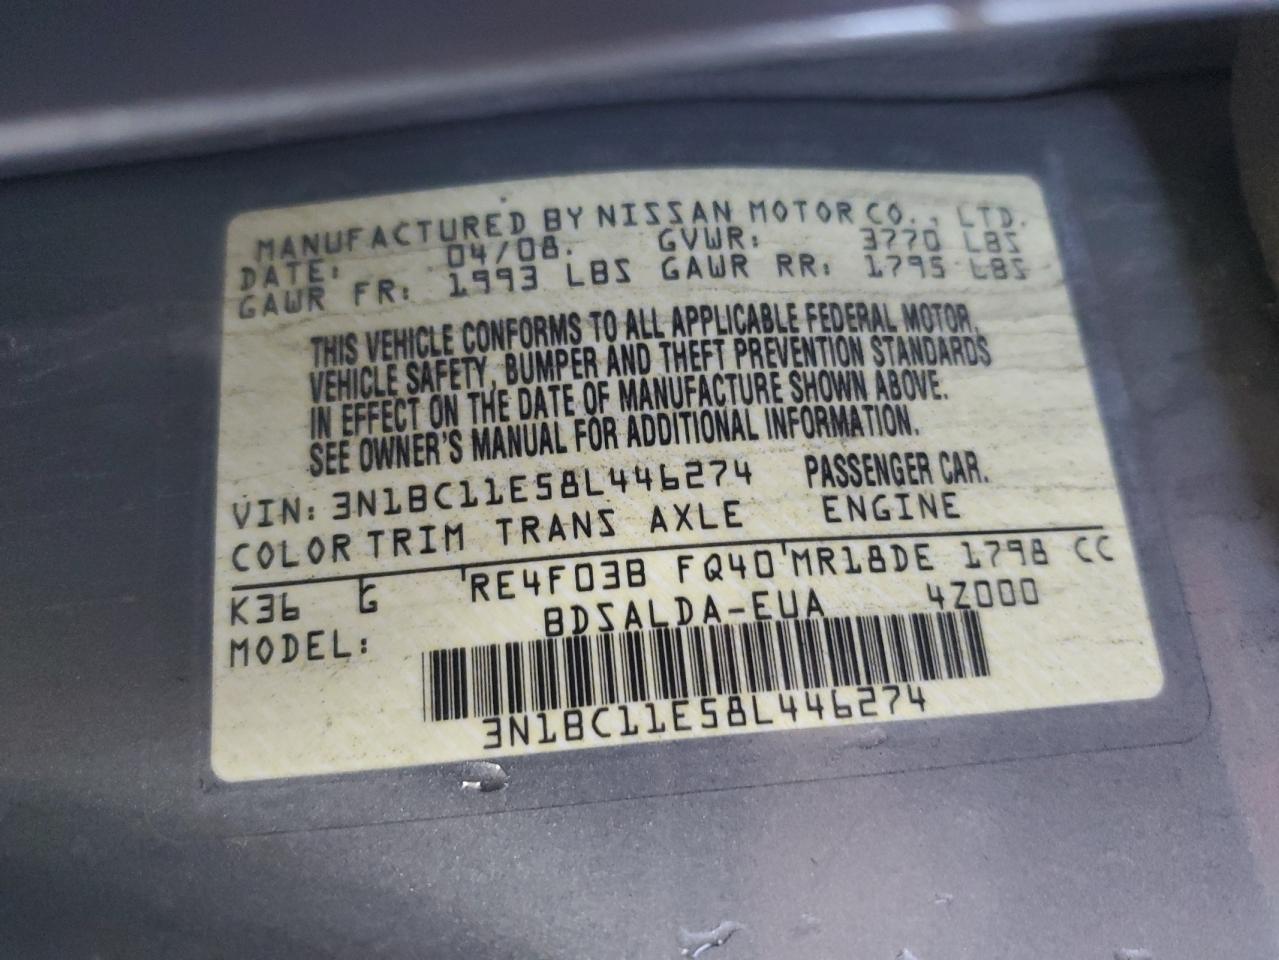 MANUFACTURED BY NISSAN MOTOR CO., LTD.
DATE: 04/08. GVWR: 3770 LBS
GAWR FR: 1993 LBS GAWR RR: 1795 LBS
THIS VEHICLE CONFORMS TO ALL APPLICABLE FEDERAL MOTOR
VEHICLE SAFETY, BUMPER AND THEFT PREVENTION STANDARDS
IN EFFECT ON THE DATE OF MANUFACTURE SHOWN ABOVE.
SEE OWNER'S MANUAL FOR ADDITIONAL INFORMATION.
VIN: 3N1BC11E58L446274 PASSENGER CAR.
COLOR TRIM TRANS AXLE ENGINE
K36 G RE4F03B FQ40 MR18DE 1798 CC
MODEL: BDSALDA-EUA 4Z000
3N1BC11E58L446274